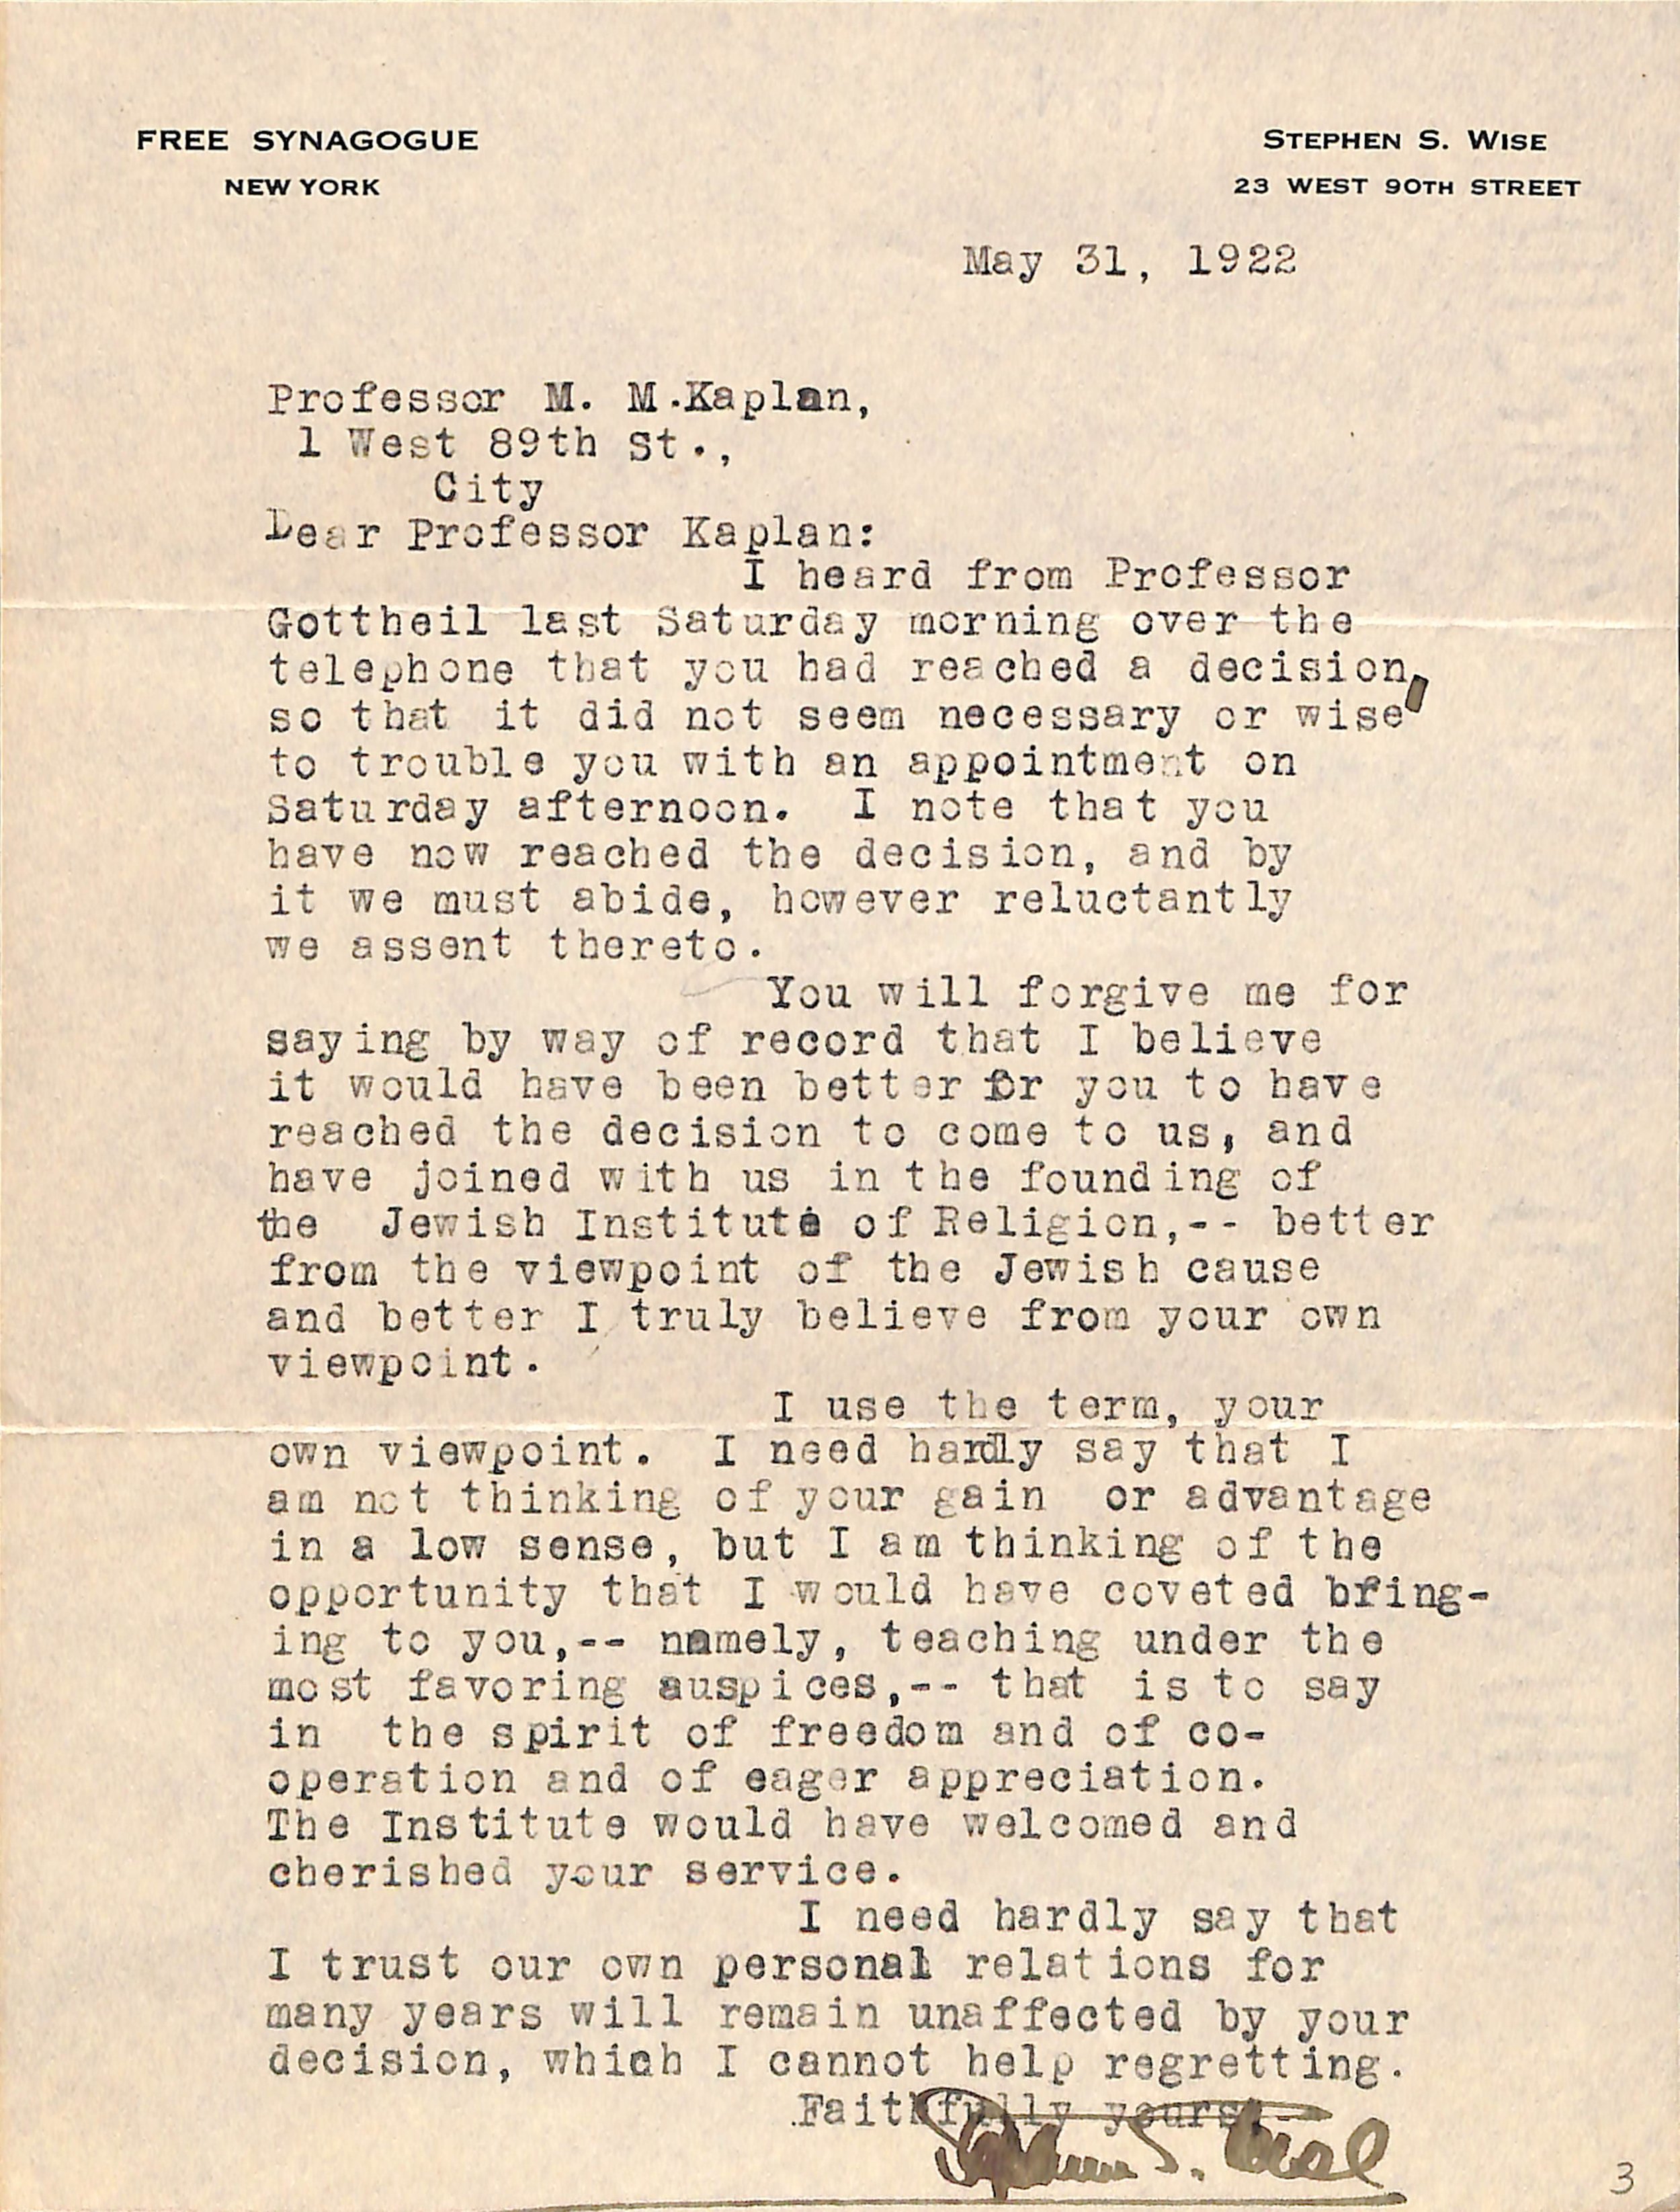 FREE SYNAGOGUE
NEW YORK
STEPHEN S. WISE
23 WEST 90TH STREET
May 31, 1922
Professor M. M.Kaplan,
1 West 89th St.,
City
Dear Professor Kaplan:
I heard from Professor
Gottheil last Saturday morning over the
telephone that you had reached a decision,
so that it did not seem necessary or wise
to trouble you with an appointment on
Saturday afternoon. I note that you
have now reached the decision, and by
it we must abide, however reluctantly
we assent thereto.
You will forgive me for
saying by way of record that I believe
it would have been better for you to have
reached the decision to come to us, and
have joined with us in the founding of
the Jewish Institute of Religion,-- better
from the viewpoint of the Jewish cause
and better I truly believe from your own
viewpoint.
I use the term, your
own viewpoint. I need hardly say that I
am not thinking of your gain or advantage
in a low sense, but I am thinking of the
opportunity that I would have coveted bring-
ing to you,-- namely, teaching under the
most favoring auspices,-- that is to say
in the spirit of freedom and of co-
operation and of eager appreciation.
The Institute would have welcomed and
cherished your service.
I need hardly say that
I trust our own personal relations for
many years will remain unaffected by your
decision, which I cannot help regretting.
Faithfully yours,
Stephen S. Wise
3